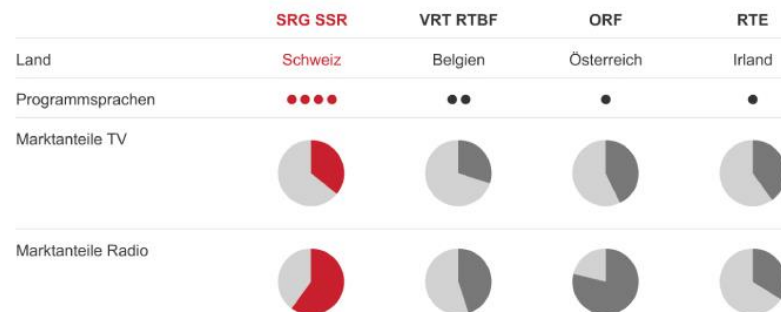 SRG SSR VRT RTBF ORF RTE
Land Schweiz Belgien Österreich Irland
Programmsprachen
Marktanteile TV
Marktanteile Radio